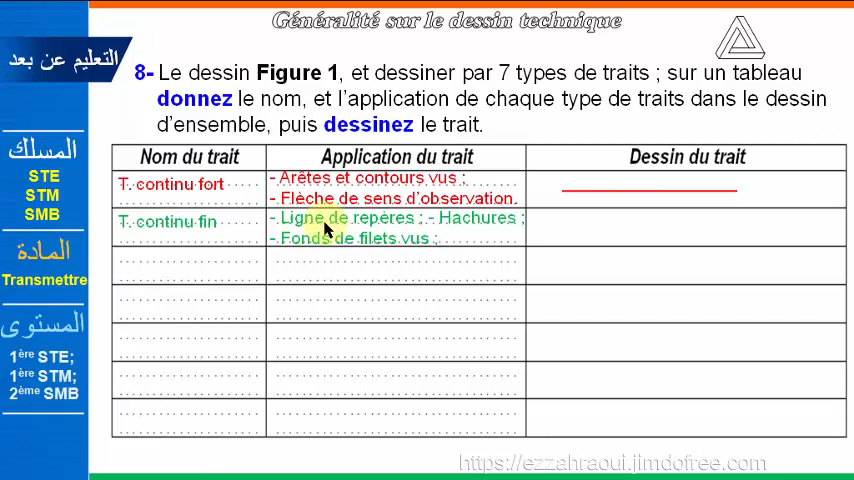 Généralité sur le dessin technique
التعليم عن بعد
8- Le dessin Figure 1, et dessiner par 7 types de traits ; sur un tableau
donnez le nom, et l'application de chaque type de traits dans le dessin
d'ensemble, puis dessinez le trait.
المسلك
STE
STM
SMB
المادة
Transmettre
المستوى
1ère STE;
1ère STM;
2ème SMB
Nom du trait Application du trait Dessin du trait
T. continu fort - Arêtes et contours vus ;
- Flèche de sens d'observation.
T. continu fin - Ligne de repères ; - Hachures ;
- Fonds de filets vus ;
https://ezzahraoui.jimdofree.com